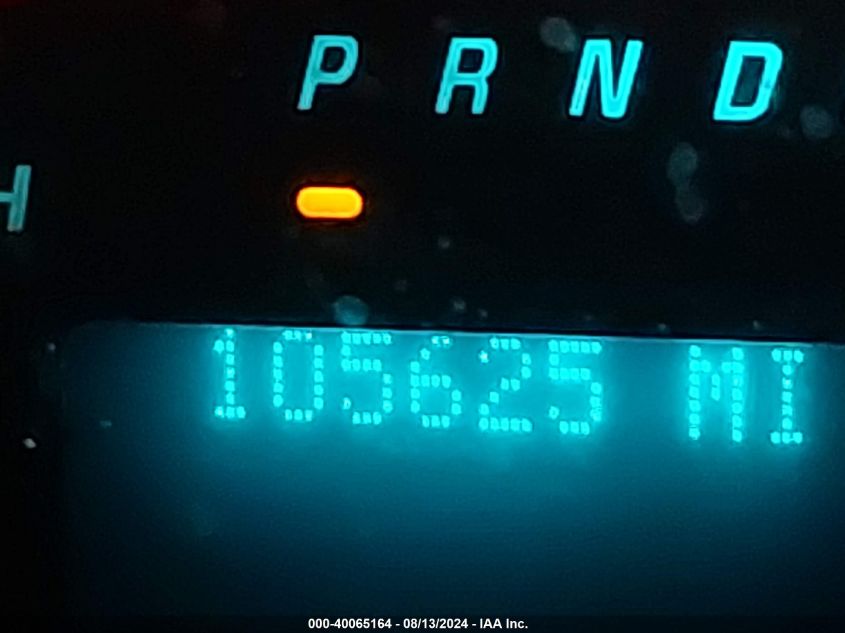 P R N D
H
105625 MI
000-40065164 - 08/13/2024 - IAA Inc.